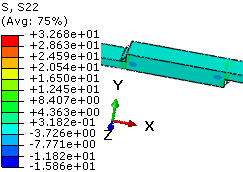 S, S22
(Avg: 75%)
+3.268e+01
+2.863e+01
+2.459e+01
+2.054e+01
+1.650e+01
+1.245e+01
+8.407e+00
+4.363e+00
+3.182e-01
-3.726e+00
-7.771e+00
-1.182e+01
-1.586e+01
Y
X
Z